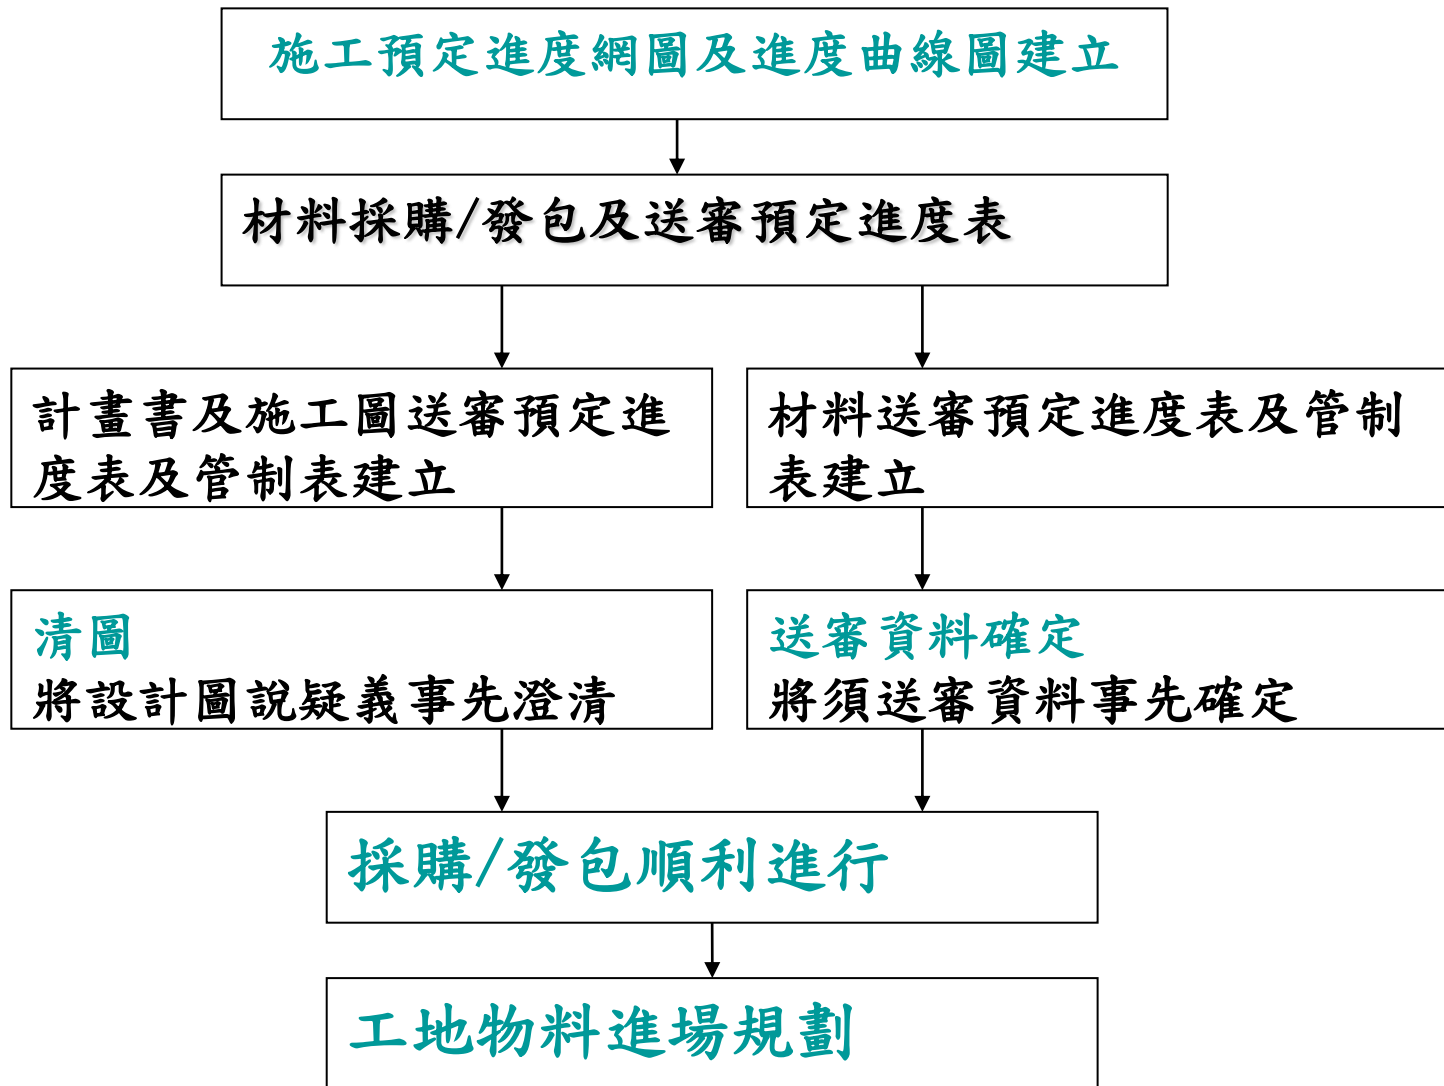 施工預定進度網圖及進度曲線圖建立
材料採購/發包及送審預定進度表
計畫書及施工圖送審預定進
度表及管制表建立
材料送審預定進度表及管制
表建立
清圖
將設計圖說疑義事先澄清
送審資料確定
將須送審資料事先確定
採購/發包順利進行
工地物料進場規劃